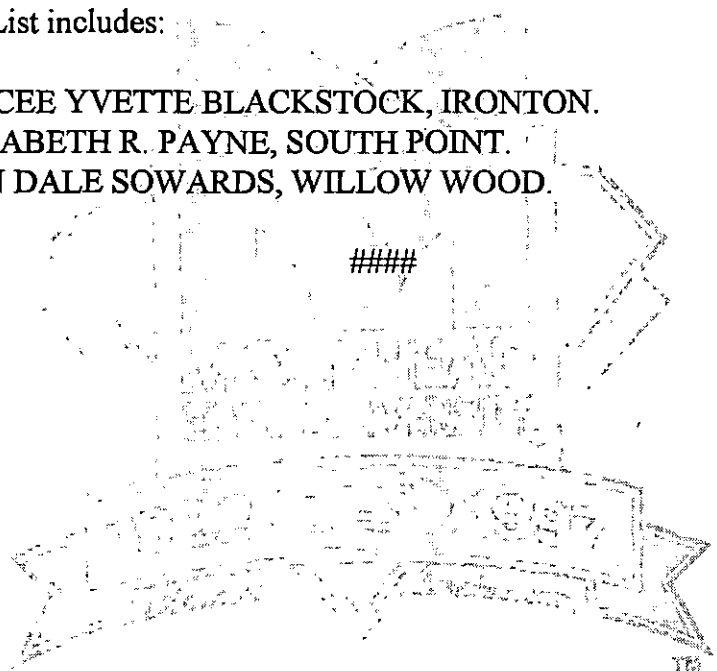 List includes:
CEE YVETTE BLACKSTOCK, IRONTON.
ABETH R. PAYNE, SOUTH POINT.
DALE SOWARDS, WILLOW WOOD.
####